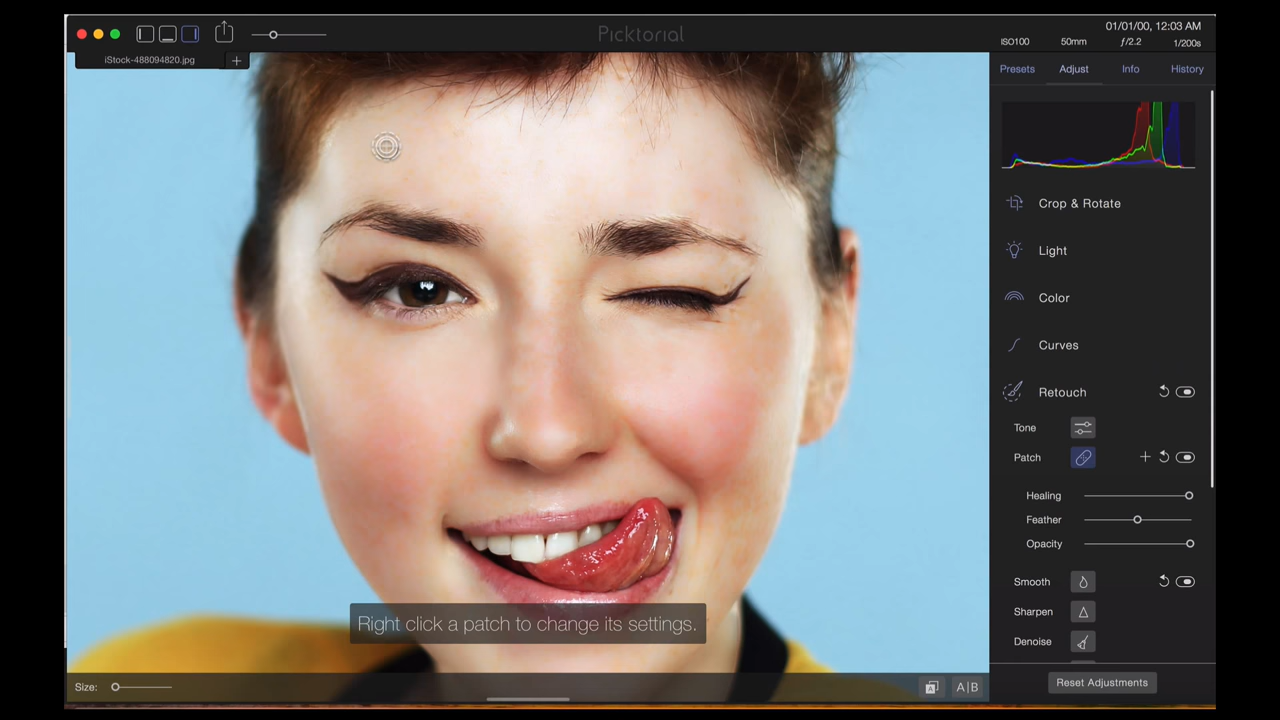 Picktorial
01/01/00, 12:03 AM
ISO100 50mm ƒ/2.2 1/200s
iStock-488094820.jpg +
Presets Adjust Info History
Crop & Rotate
Light
Color
Curves
Retouch
Tone
Patch
Healing
Feather
Opacity
Smooth
Sharpen
Denoise
Right click a patch to change its settings.
Size:
A A|B
Reset Adjustments